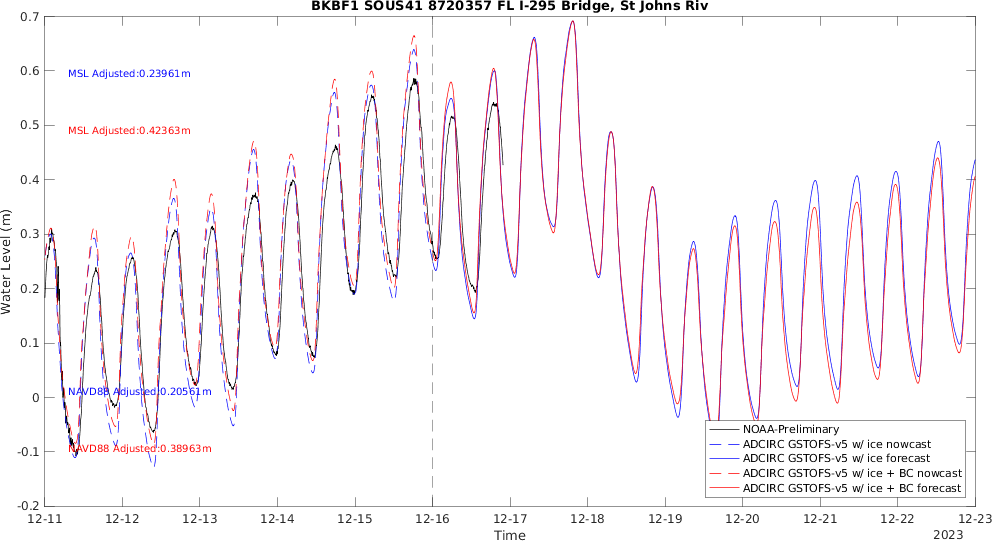 BKBF1 SOUS41 8720357 FL I-295 Bridge, St Johns Riv
0.7
0.6
0.5
0.4
0.3
0.2
0.1
0
-0.1
-0.2
Water Level (m)
MSL Adjusted:0.23961m
MSL Adjusted:0.42363m
NAVD88 Adjusted:0.20561m
NAVD88 Adjusted:0.38963m
NOAA-Preliminary
ADCIRC GSTOFS-v5 w/ ice nowcast
ADCIRC GSTOFS-v5 w/ ice forecast
ADCIRC GSTOFS-v5 w/ ice + BC nowcast
ADCIRC GSTOFS-v5 w/ ice + BC forecast
12-11 12-12 12-13 12-14 12-15 12-16 12-17 12-18 12-19 12-20 12-21 12-22 12-23
Time
2023